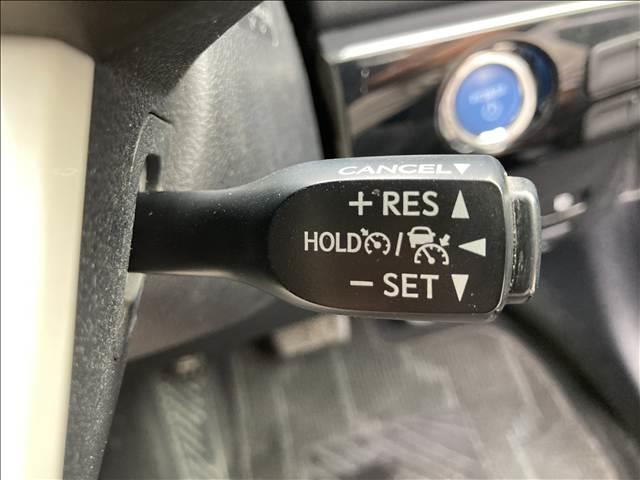 CANCEL▼
+RES ▲
HOLD / ◀
−SET ▼